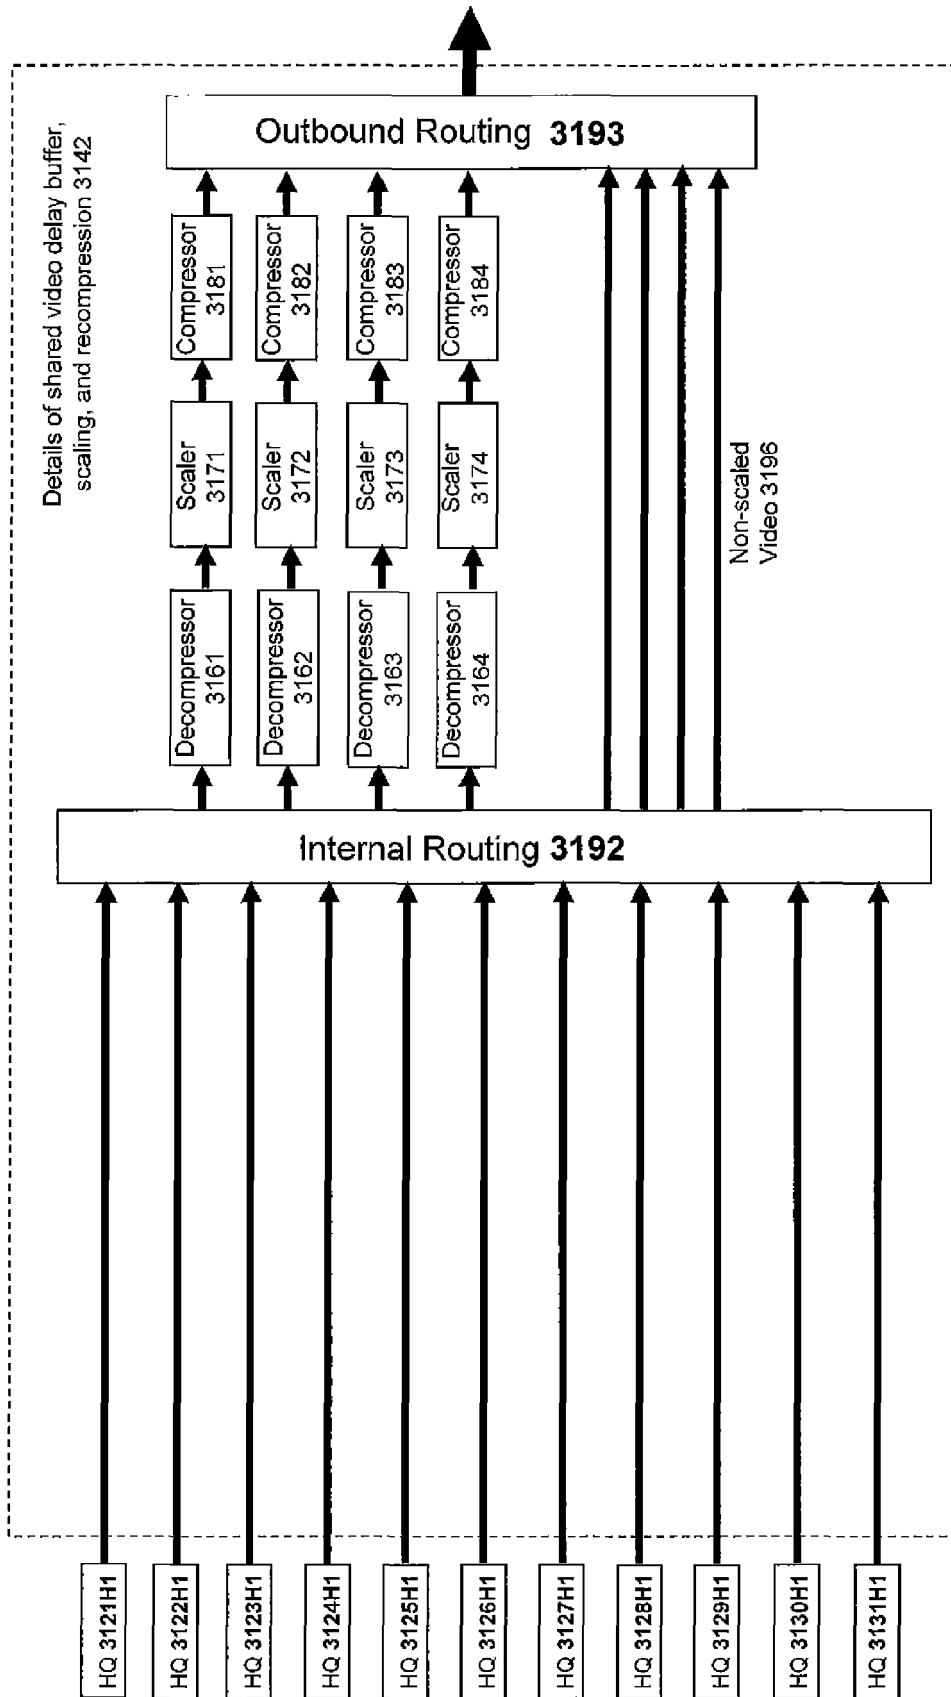 Details of shared video delay buffer,
scaling, and recompression 3142
Outbound Routing 3193
Compressor
3181
Compressor
3182
Compressor
3183
Compressor
3184
Scaler
3171
Scaler
3172
Scaler
3173
Scaler
3174
Decompressor
3161
Decompressor
3162
Decompressor
3163
Decompressor
3164
Non-scaled
Video 3196
Internal Routing 3192
HQ 3121H1
HQ 3122H1
HQ 3123H1
HQ 3124H1
HQ 3125H1
HQ 3126H1
HQ 3127H1
HQ 3128H1
HQ 3129H1
HQ 3130H1
HQ 3131H1